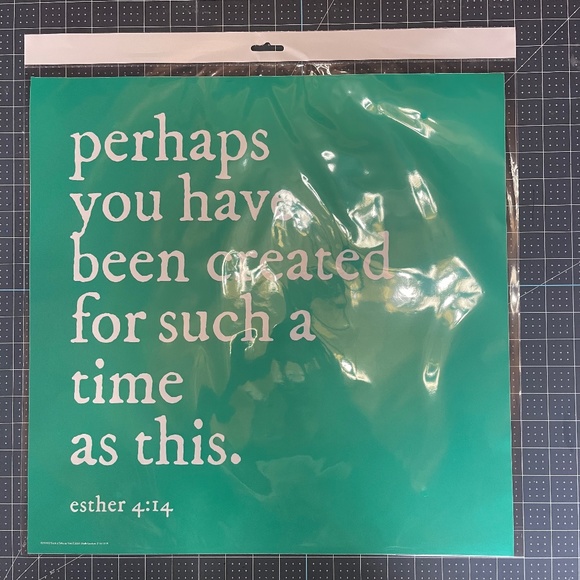 perhaps
you have
been created
for such a
time
as this.
esther 4:14